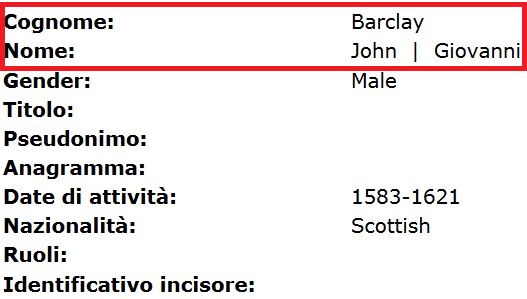 Cognome: Barclay
Nome: John | Giovanni
Gender: Male
Titolo:
Pseudonimo:
Anagramma:
Date di attività: 1583-1621
Nazionalità: Scottish
Ruoli:
Identificativo incisore: